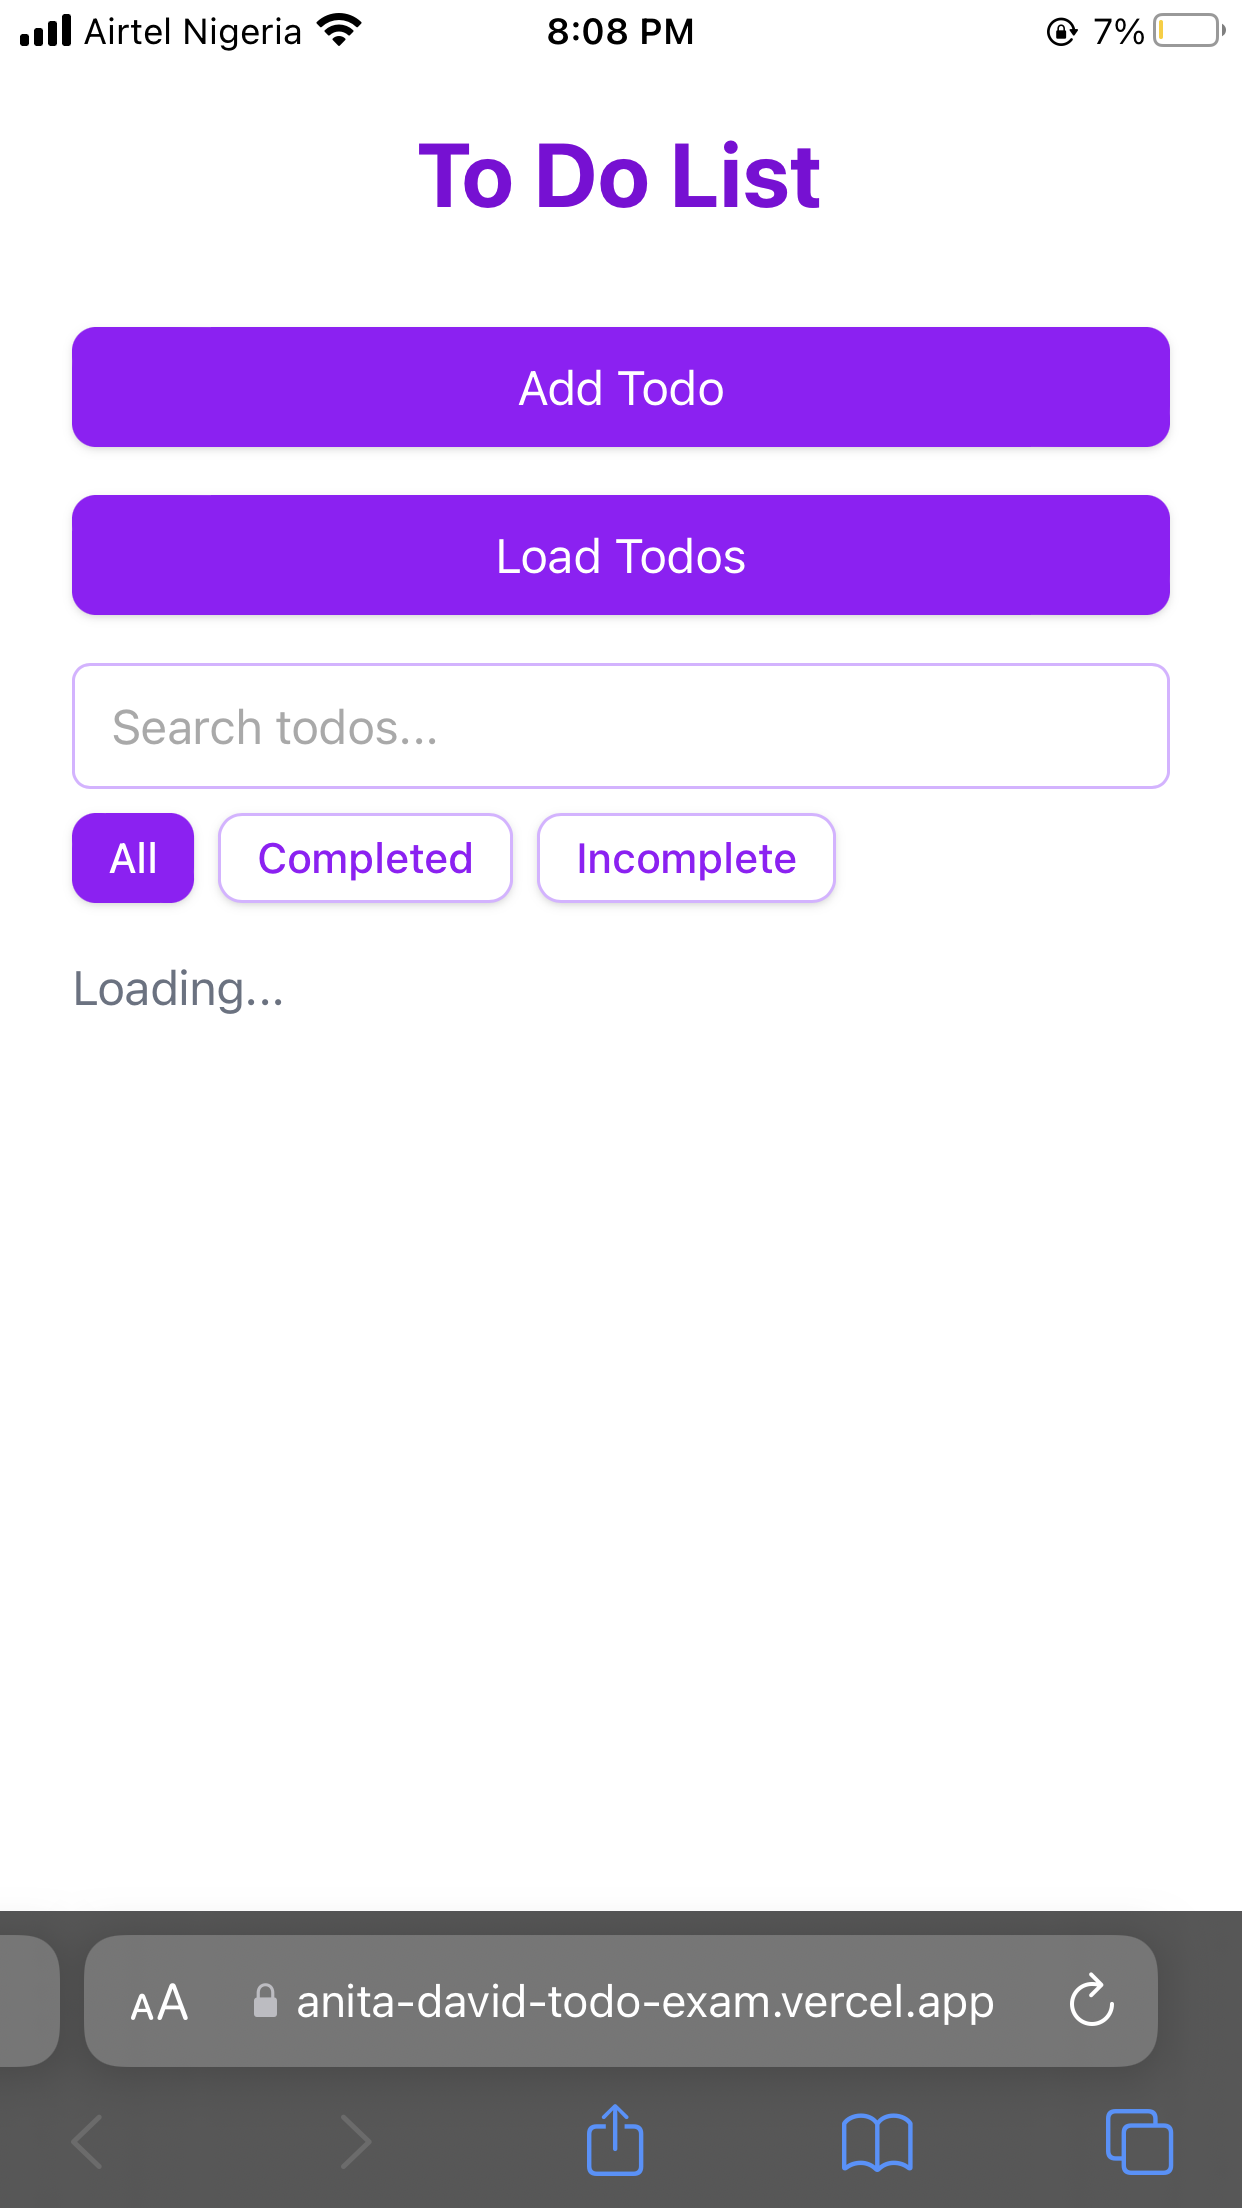 Airtel Nigeria 8:08 PM 7%
To Do List
Add Todo
Load Todos
Search todos...
All Completed Incomplete
Loading...
AA anita-david-todo-exam.vercel.app